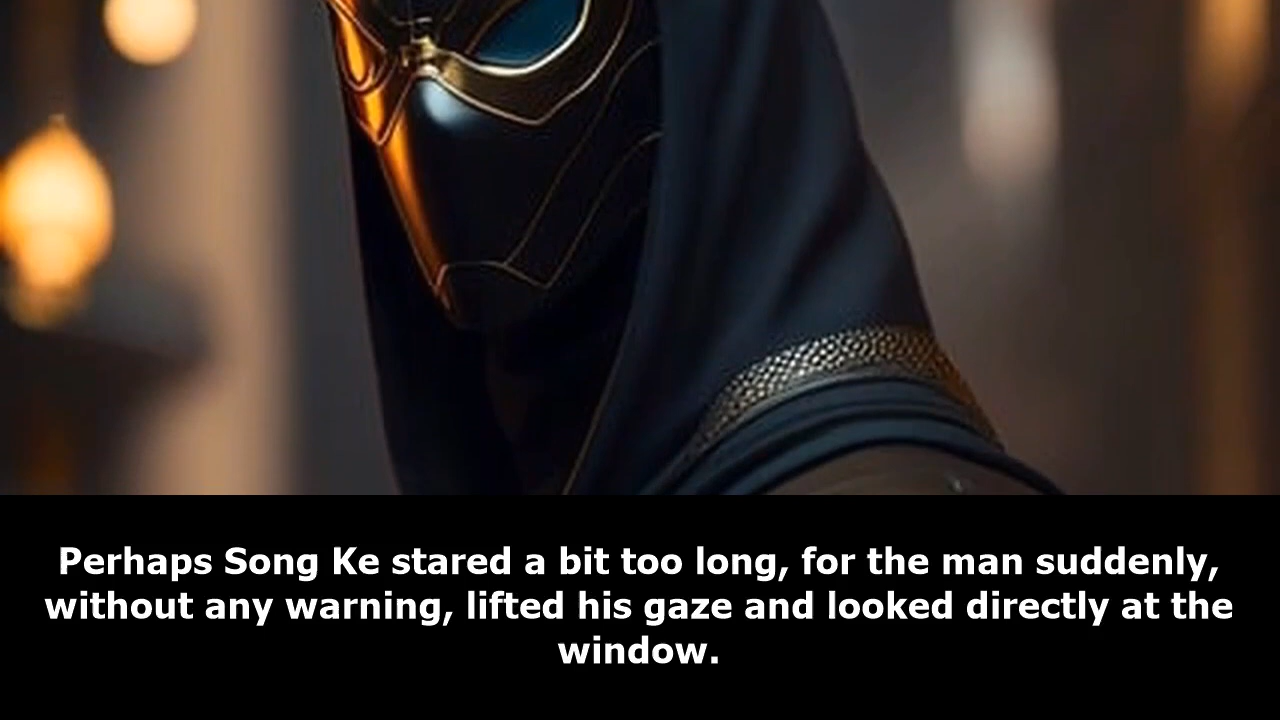 Perhaps Song Ke stared a bit too long, for the man suddenly,
without any warning, lifted his gaze and looked directly at the
window.